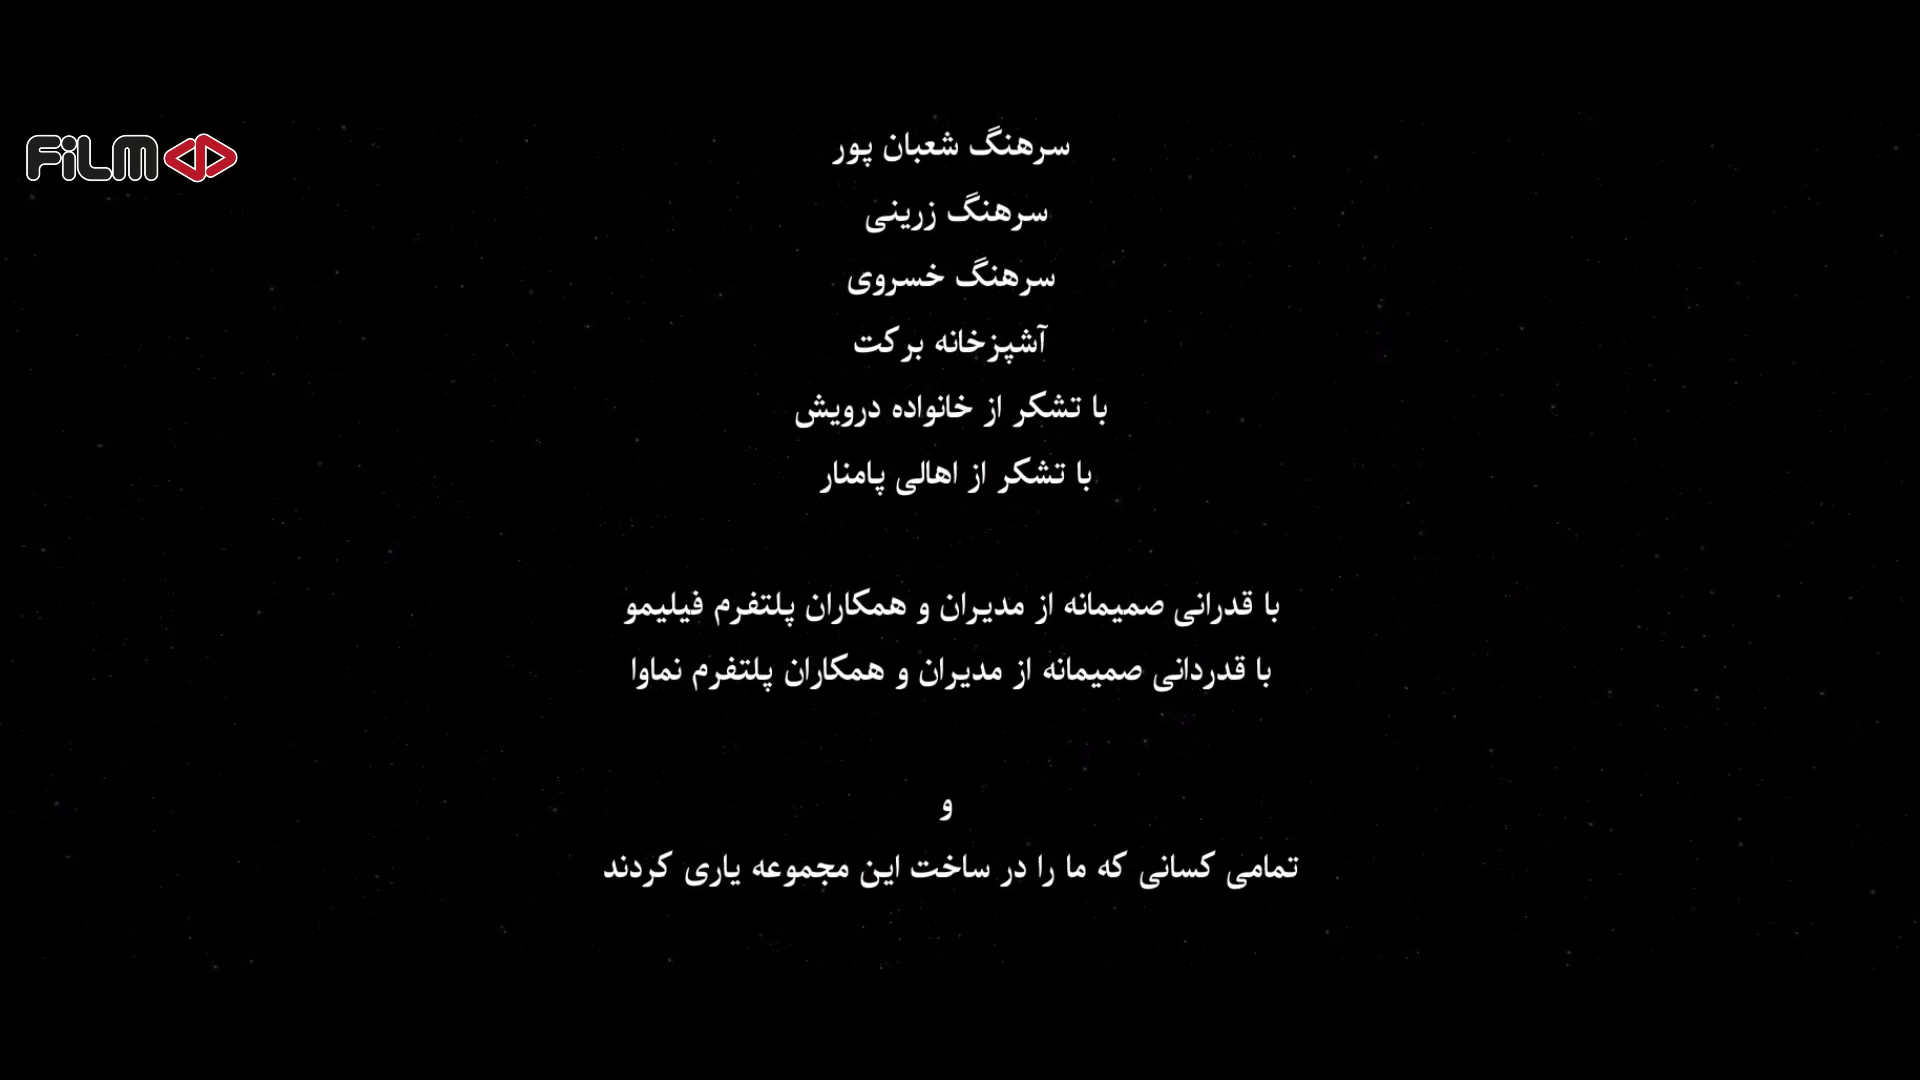 FiLM
سرهنگ شعبان پور
سرهنگ زرینی
سرهنگ خسروی
آشپزخانه برکت
با تشکر از خانواده درویش
با تشکر از اهالی پامنار
با قدرانی صمیمانه از مدیران و همکاران پلتفرم فیلیمو
با قدردانی صمیمانه از مدیران و همکاران پلتفرم نماوا
و
تمامی کسانی که ما را در ساخت این مجموعه یاری کردند